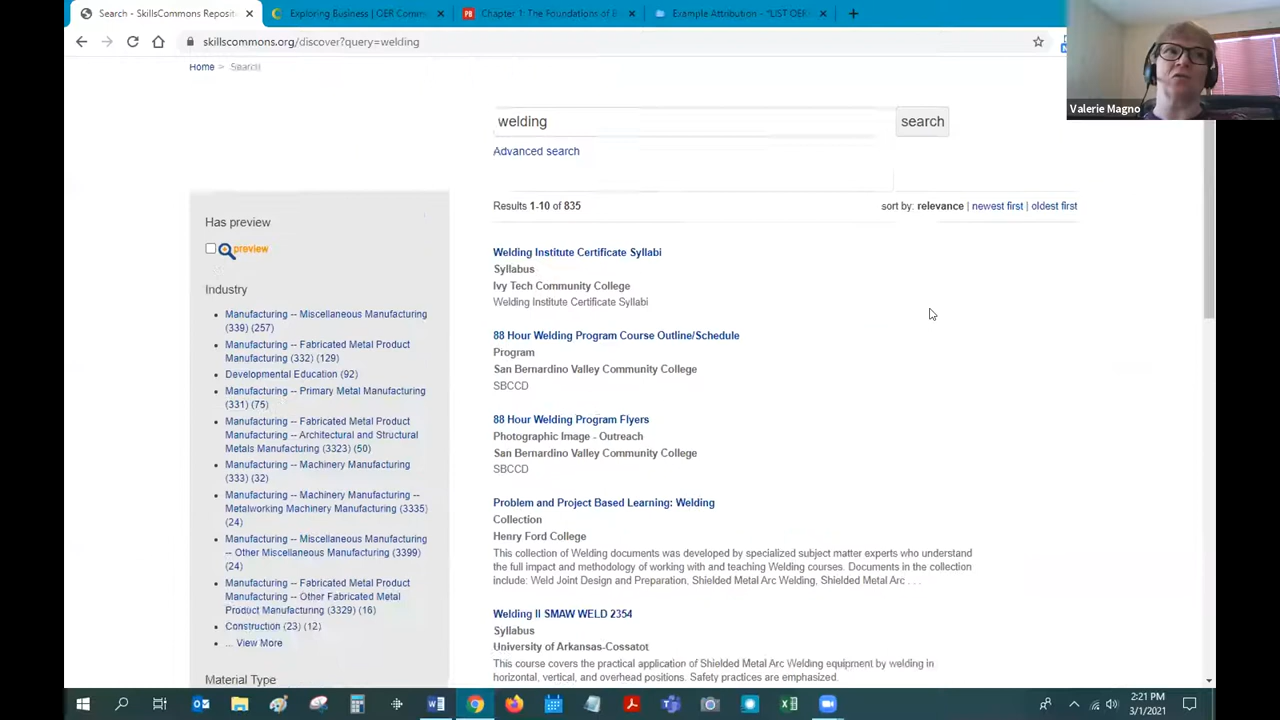 Search - SkillsCommons Reposito
Exploring Business | OER Commo
Chapter 1: The Foundations of B
Example Attribution – "LIST OER
skillscommons.org/discover?query=welding
Home > Search
Valerie Magno
welding
search
Advanced search
Results 1-10 of 835
sort by: relevance | newest first | oldest first
Has preview
preview
Industry
Manufacturing -- Miscellaneous Manufacturing
(339) (257)
Manufacturing -- Fabricated Metal Product
Manufacturing (332) (129)
Developmental Education (92)
Manufacturing -- Primary Metal Manufacturing
(331) (75)
Manufacturing -- Fabricated Metal Product
Manufacturing -- Architectural and Structural
Metals Manufacturing (3323) (50)
Manufacturing -- Machinery Manufacturing
(333) (32)
Manufacturing -- Machinery Manufacturing --
Metalworking Machinery Manufacturing (3335)
(24)
Manufacturing -- Miscellaneous Manufacturing
-- Other Miscellaneous Manufacturing (3399)
(24)
Manufacturing -- Fabricated Metal Product
Manufacturing -- Other Fabricated Metal
Product Manufacturing (3329) (16)
Construction (23) (12)
... View More
Material Type
Welding Institute Certificate Syllabi
Syllabus
Ivy Tech Community College
Welding Institute Certificate Syllabi
88 Hour Welding Program Course Outline/Schedule
Program
San Bernardino Valley Community College
SBCCD
88 Hour Welding Program Flyers
Photographic Image - Outreach
San Bernardino Valley Community College
SBCCD
Problem and Project Based Learning: Welding
Collection
Henry Ford College
This collection of Welding documents was developed by specialized subject matter experts who understand
the full impact and methodology of working with and teaching Welding courses. Documents in the collection
include: Weld Joint Design and Preparation, Shielded Metal Arc Welding, Shielded Metal Arc . . .
Welding II SMAW WELD 2354
Syllabus
University of Arkansas-Cossatot
This course covers the practical application of Shielded Metal Arc Welding equipment by welding in
horizontal, vertical, and overhead positions. Safety practices are emphasized.
2:21 PM
3/1/2021